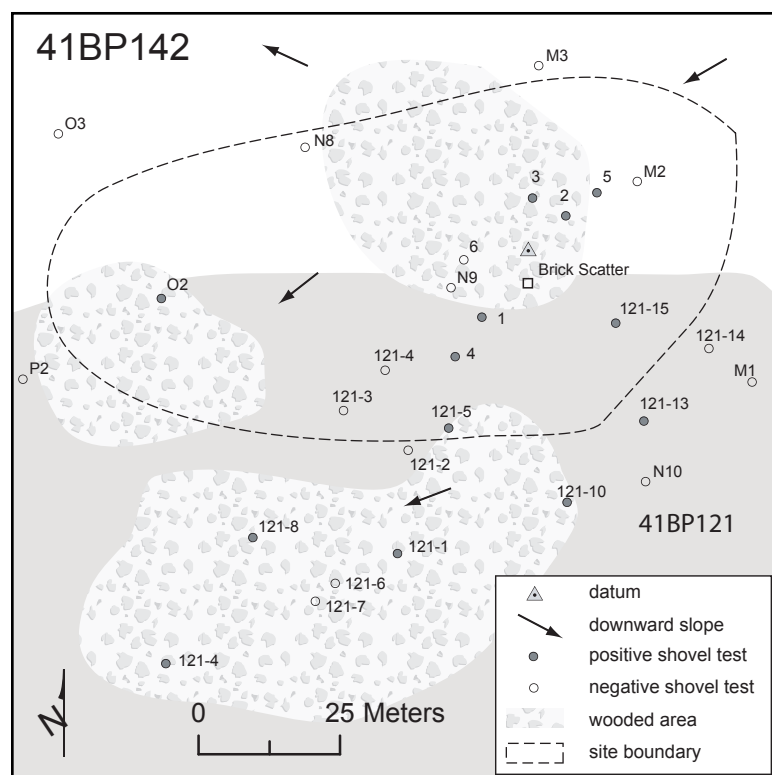 41BP142
M3
O3
N8
3
5
M2
2
6
Brick Scatter
N9
O2
1
121-15
121-14
P2
121-4
4
M1
121-3
121-5
121-13
121-2
N10
121-10
41BP121
121-8
121-1
121-6
121-7
121-4
N
0 25 Meters
datum
downward slope
positive shovel test
negative shovel test
wooded area
site boundary